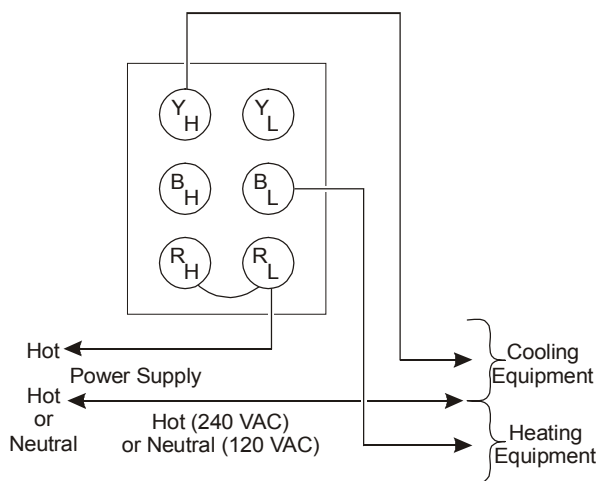 Y H
Y L
B H
B L
R H
R L
Hot
Power Supply
Hot
or
Neutral
Hot (240 VAC)
or Neutral (120 VAC)
Cooling
Equipment
Heating
Equipment